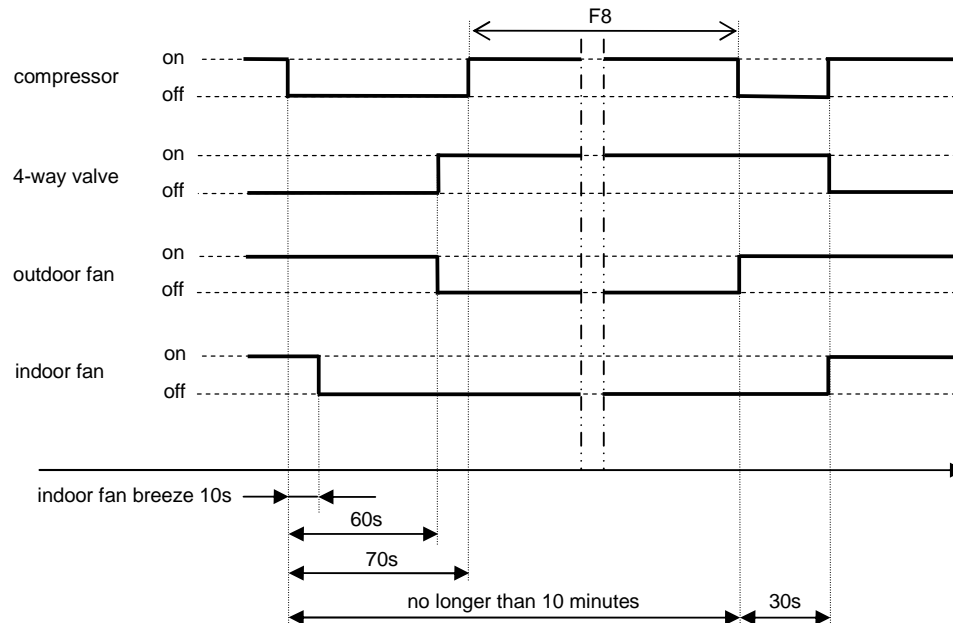 F8
on
compressor
off
on
4-way valve
off
on
outdoor fan
off
on
indoor fan
off
indoor fan breeze 10s
60s
70s
no longer than 10 minutes 30s